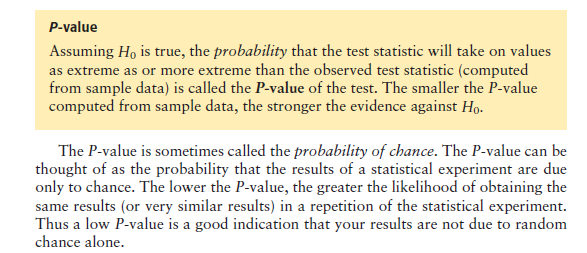 P-value
Assuming H₀ is true, the probability that the test statistic will take on values
as extreme as or more extreme than the observed test statistic (computed
from sample data) is called the P-value of the test. The smaller the P-value
computed from sample data, the stronger the evidence against H₀.
The P-value is sometimes called the probability of chance. The P-value can be
thought of as the probability that the results of a statistical experiment are due
only to chance. The lower the P-value, the greater the likelihood of obtaining the
same results (or very similar results) in a repetition of the statistical experiment.
Thus a low P-value is a good indication that your results are not due to random
chance alone.